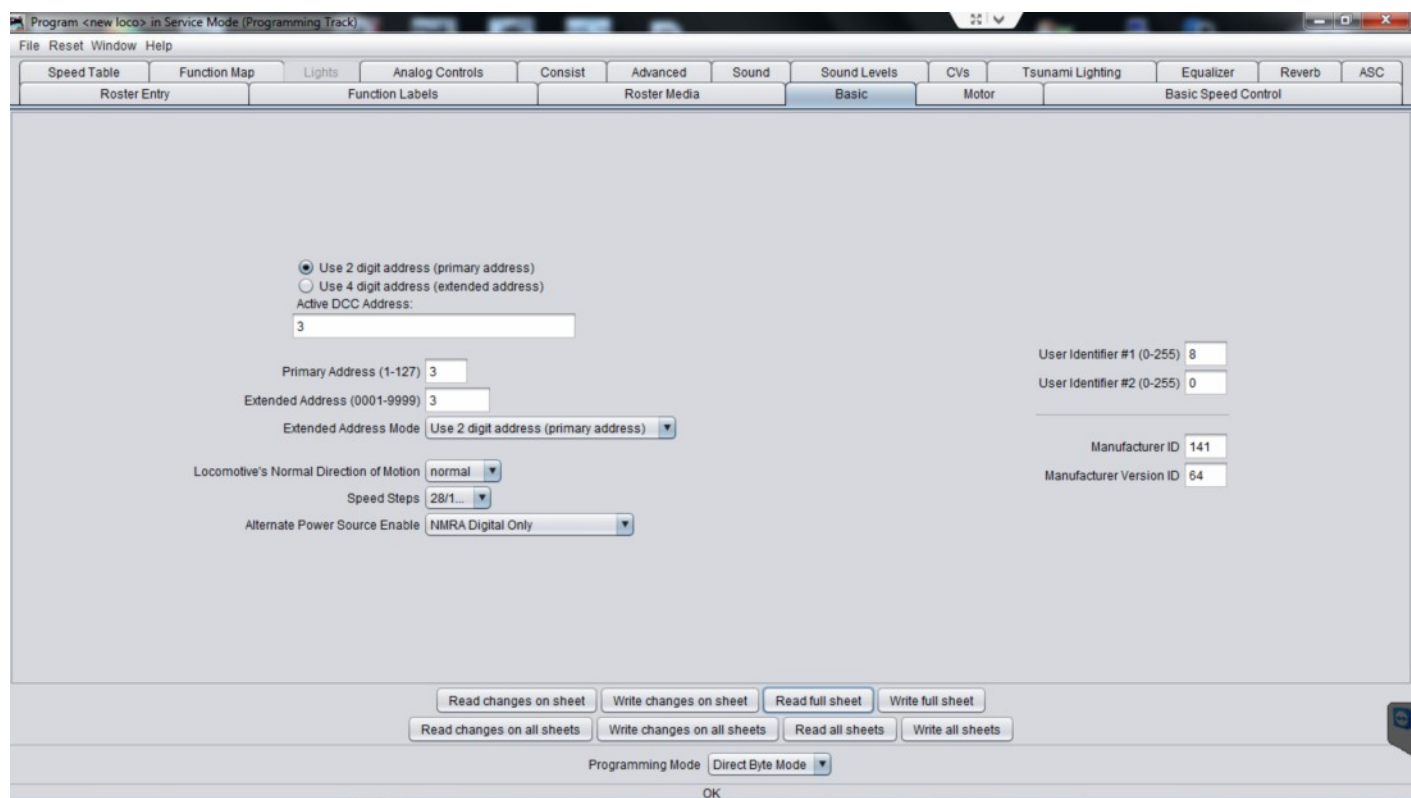 Program <new loco> in Service Mode (Programming Track)
File Reset Window Help
Speed Table Function Map Lights Analog Controls Consist Advanced Sound Sound Levels CVs Tsunami Lighting Equalizer Reverb ASC
Roster Entry Function Labels Roster Media Basic Motor Basic Speed Control
Use 2 digit address (primary address)
Use 4 digit address (extended address)
Active DCC Address:
3
Primary Address (1-127) 3
Extended Address (0001-9999) 3
Extended Address Mode Use 2 digit address (primary address)
Locomotive's Normal Direction of Motion normal
Speed Steps 28/1...
Alternate Power Source Enable NMRA Digital Only
User Identifier #1 (0-255) 8
User Identifier #2 (0-255) 0
Manufacturer ID 141
Manufacturer Version ID 64
Read changes on sheet Write changes on sheet Read full sheet Write full sheet
Read changes on all sheets Write changes on all sheets Read all sheets Write all sheets
Programming Mode Direct Byte Mode
OK